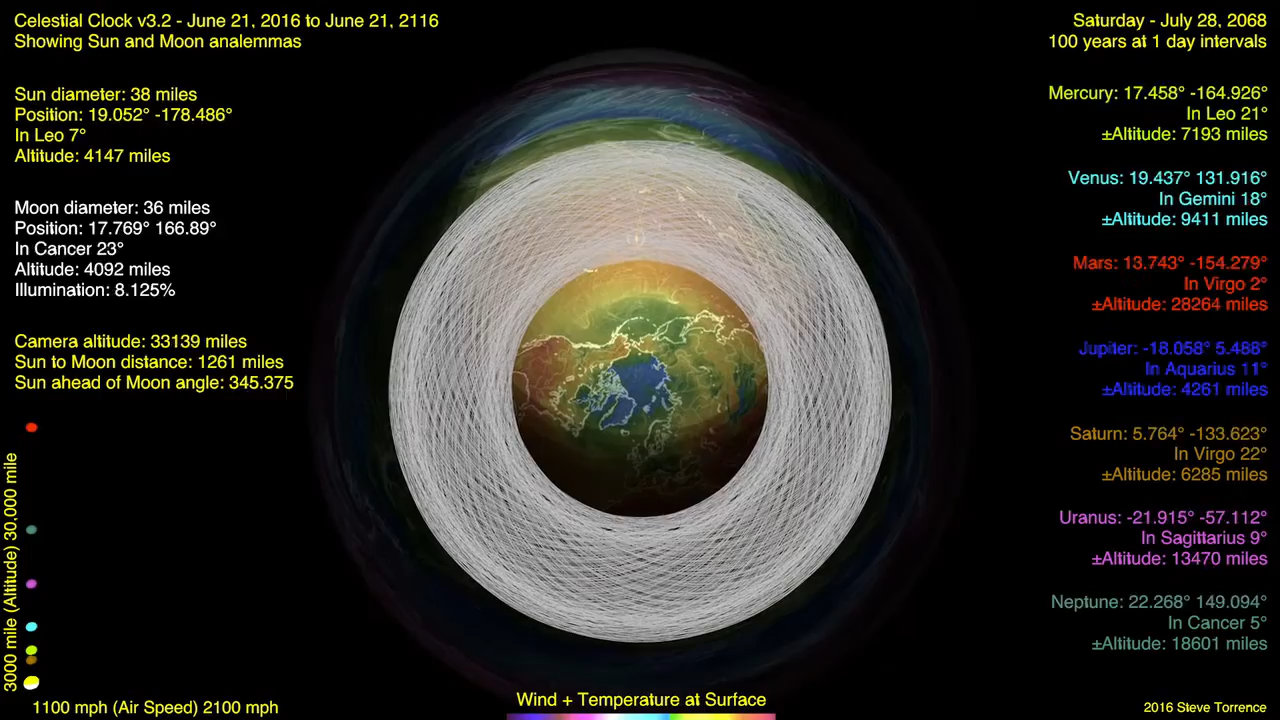 Celestial Clock v3.2 - June 21, 2016 to June 21, 2116
Showing Sun and Moon analemmas
Sun diameter: 38 miles
Position: 19.052° -178.486°
In Leo 7°
Altitude: 4147 miles
Moon diameter: 36 miles
Position: 17.769° 166.89°
In Cancer 23°
Altitude: 4092 miles
Illumination: 8.125%
Camera altitude: 33139 miles
Sun to Moon distance: 1261 miles
Sun ahead of Moon angle: 345.375
3000 mile (Altitude) 30,000 mile
1100 mph (Air Speed) 2100 mph
Wind + Temperature at Surface
Saturday - July 28, 2068
100 years at 1 day intervals
Mercury: 17.458° -164.926°
In Leo 21°
±Altitude: 7193 miles
Venus: 19.437° 131.916°
In Gemini 18°
±Altitude: 9411 miles
Mars: 13.743° -154.279°
In Virgo 2°
±Altitude: 28264 miles
Jupiter: -18.058° 5.488°
In Aquarius 11°
±Altitude: 4261 miles
Saturn: 5.764° -133.623°
In Virgo 22°
±Altitude: 6285 miles
Uranus: -21.915° -57.112°
In Sagittarius 9°
±Altitude: 13470 miles
Neptune: 22.268° 149.094°
In Cancer 5°
±Altitude: 18601 miles
2016 Steve Torrence